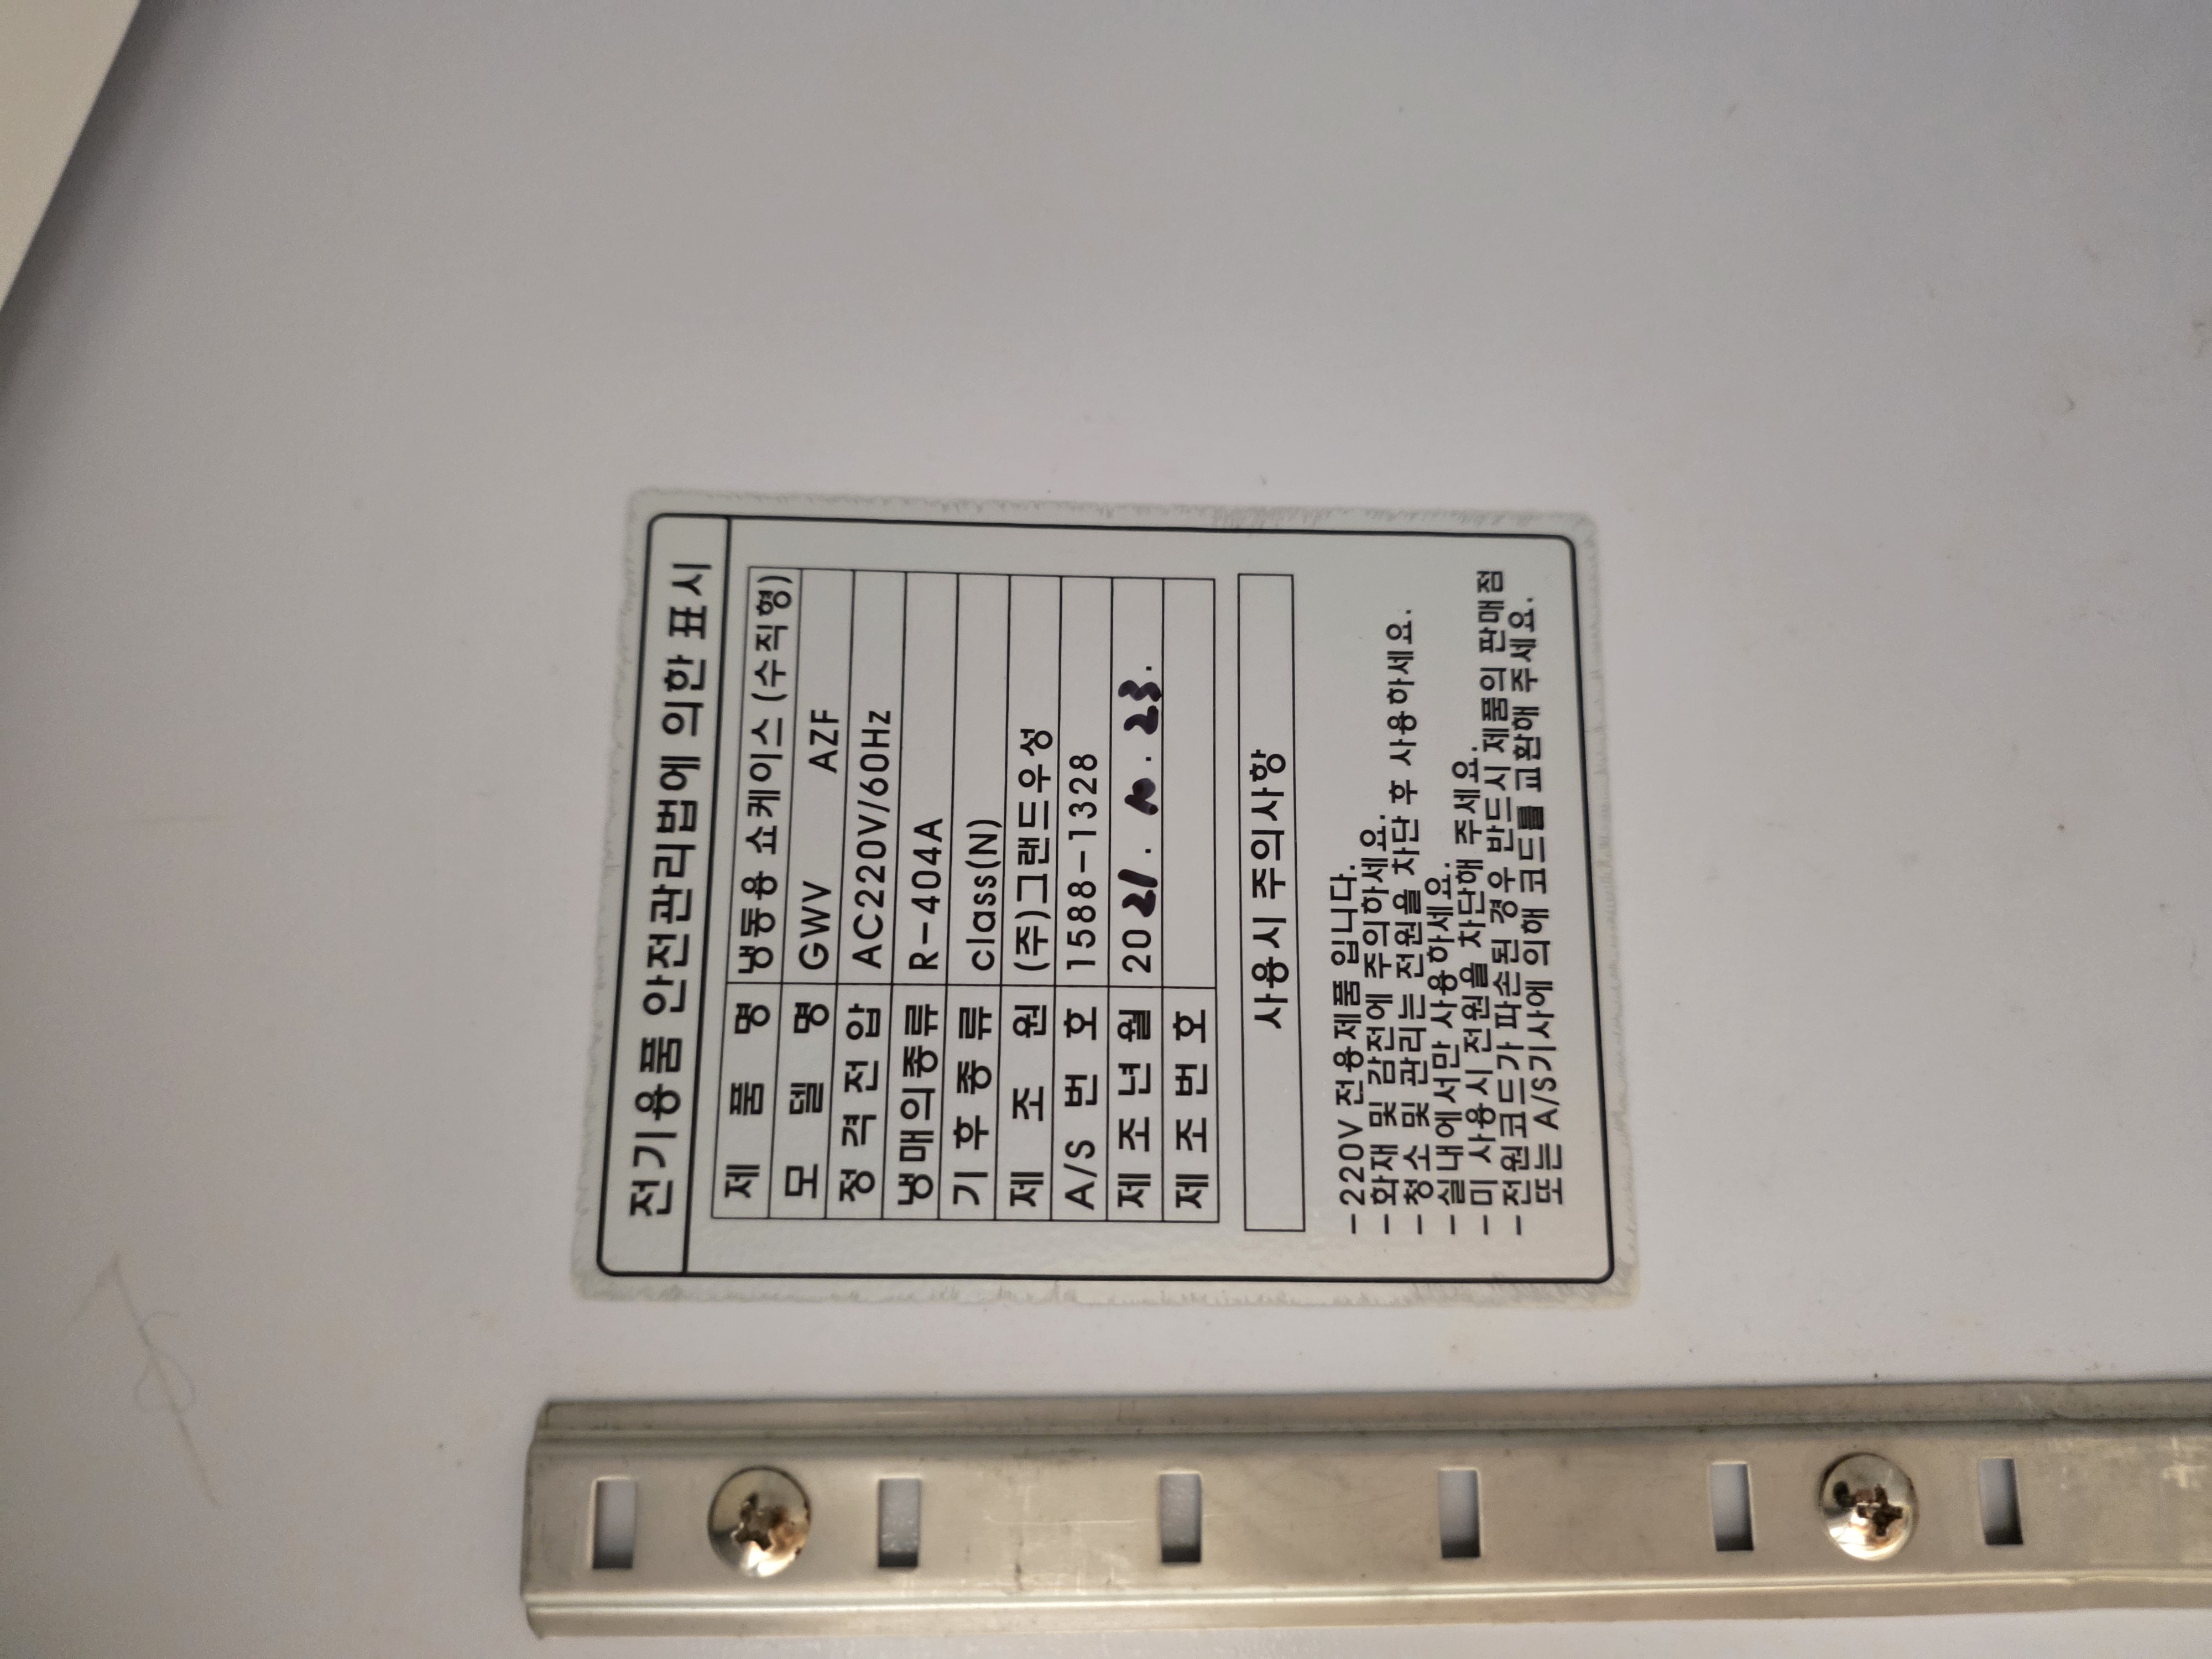 전기용품 안전관리법에 의한 표시
제 품 명 냉동용 쇼케이스 (수직형)
모 델 명 GWV AZF
정 격 전 압 AC220V/60Hz
냉매의종류 R-404A
기 후 종 류 class(N)
제 조 원 (주)그랜드우성
A/S 번 호 1588-1328
제 조 년 월 2021. . 23.
제 조 번 호
사용시 주의사항
-220V 전용제품 입니다.
-화재 및 감전에 주의하세요.
-청소 및 관리는 전원을 차단 후 사용하세요.
-실내에서만 사용하세요.
-미 사용시 전원을 차단해 주세요.
-전원코드가 파손된 경우 반드시 제품의 판매점
또는 A/S기사에 의해 코드를 교환해 주세요.